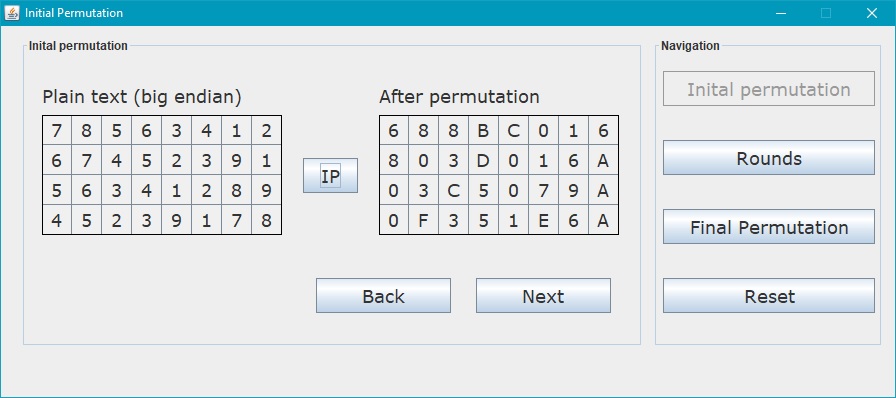 Initial Permutation
Inital permutation
Plain text (big endian)
7 8 5 6 3 4 1 2
6 7 4 5 2 3 9 1
5 6 3 4 1 2 8 9
4 5 2 3 9 1 7 8
IP
After permutation
6 8 8 B C 0 1 6
8 0 3 D 0 1 6 A
0 3 C 5 0 7 9 A
0 F 3 5 1 E 6 A
Back
Next
Navigation
Inital permutation
Rounds
Final Permutation
Reset